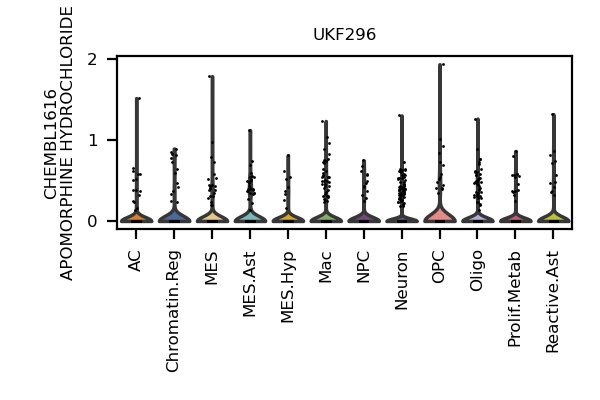 UKF296
CHEMBL1616
APOMORPHINE HYDROCHLORIDE
2
1
0
AC
Chromatin.Reg
MES
MES.Ast
MES.Hyp
Mac
NPC
Neuron
OPC
Oligo
Prolif.Metab
Reactive.Ast